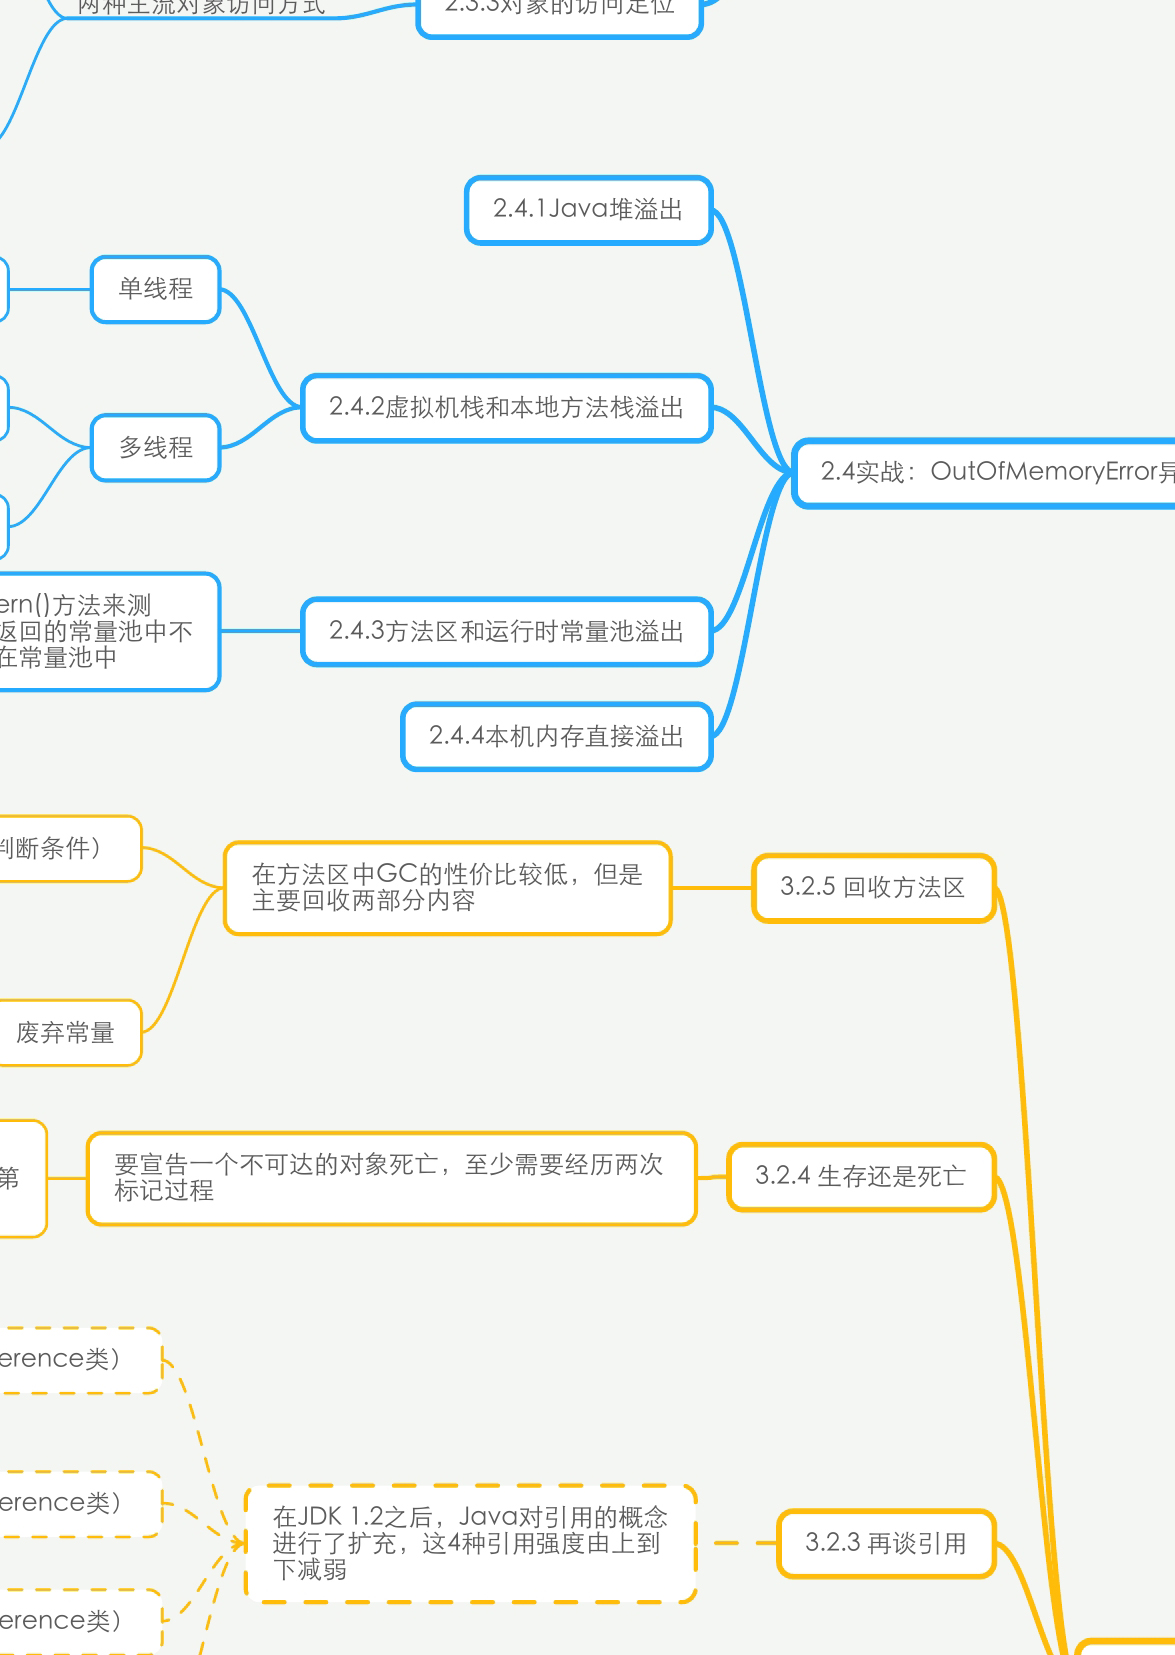 两种主流对象访问方式
2.3.3对象的访问定位
2.4.1Java堆溢出
单线程
2.4.2虚拟机栈和本地方法栈溢出
多线程
2.4实战：OutOfMemoryError异
ern()方法来测
返回的常量池中不
在常量池中
2.4.3方法区和运行时常量池溢出
2.4.4本机内存直接溢出
判断条件）
在方法区中GC的性价比较低，但是
主要回收两部分内容
3.2.5 回收方法区
废弃常量
第
要宣告一个不可达的对象死亡，至少需要经历两次
标记过程
3.2.4 生存还是死亡
erence类）
erence类）
在JDK 1.2之后，Java对引用的概念
进行了扩充，这4种引用强度由上到
下减弱
3.2.3 再谈引用
erence类）